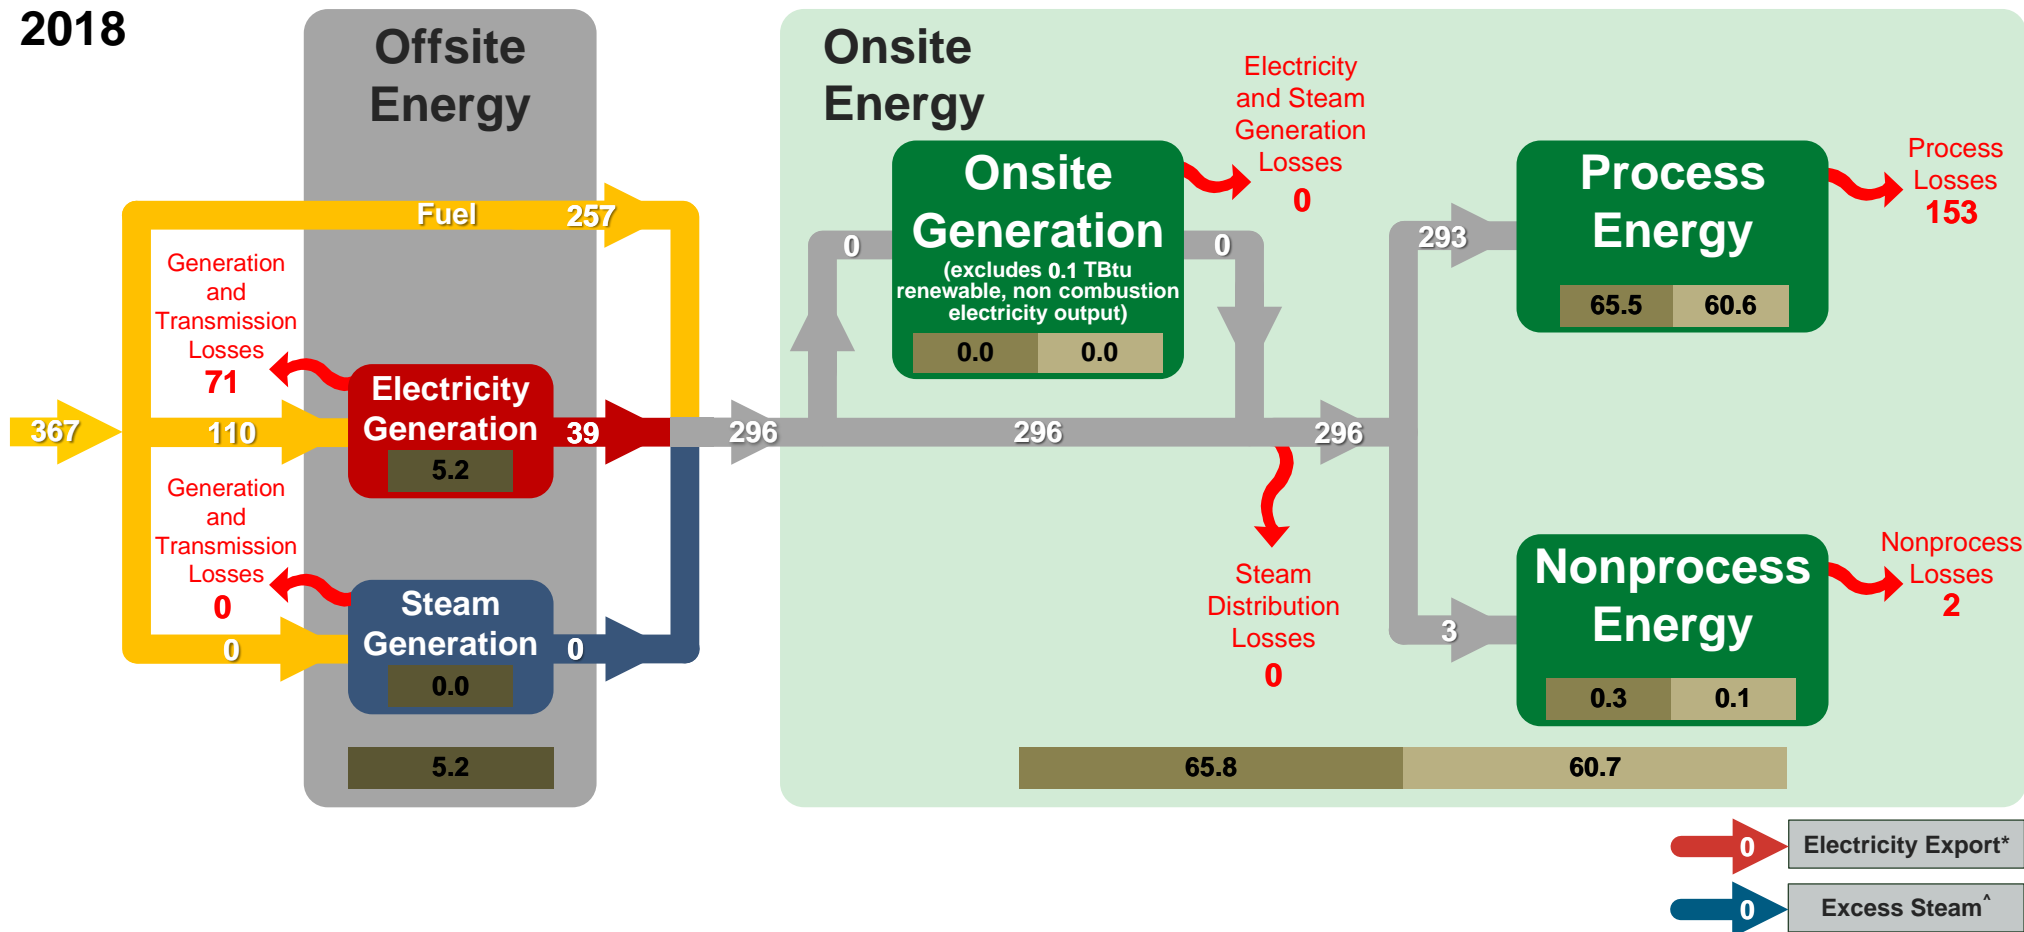 2018
Offsite
Energy
Onsite
Energy
Fuel
257
Generation
and
Transmission
Losses
71
367
110
Electricity
Generation
5.2
39
Generation
and
Transmission
Losses
0
0
Steam
Generation
0.0
0
5.2
296
0
Onsite
Generation
(excludes 0.1 TBtu
renewable, non combustion
electricity output)
0.0 0.0
0
Electricity
and Steam
Generation
Losses
0
296
296
Steam
Distribution
Losses
0
293
Process
Energy
65.5 60.6
Process
Losses
153
3
Nonprocess
Energy
0.3 0.1
Nonprocess
Losses
2
65.8 60.7
0 Electricity Export*
0 Excess Steam^